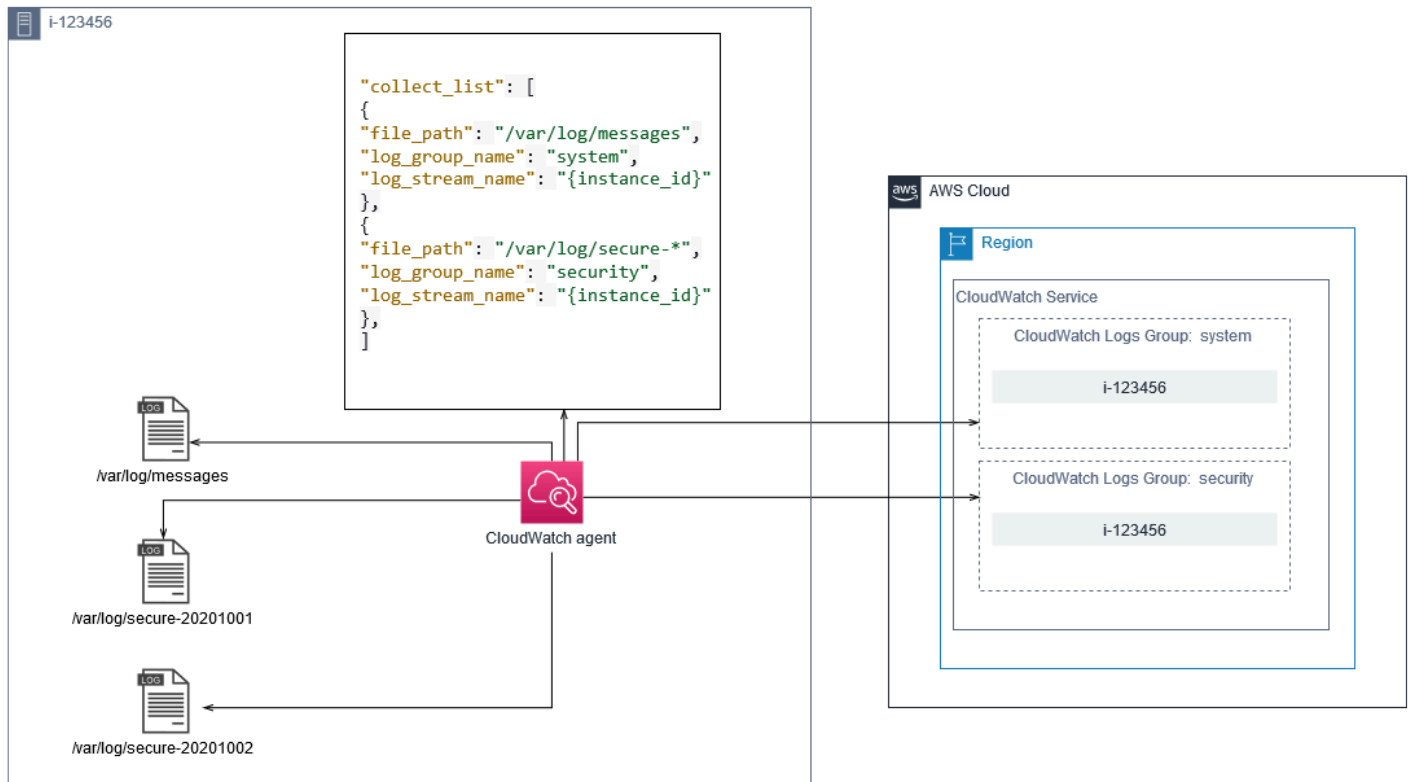 i-123456
"collect_list": [
{
"file_path": "/var/log/messages",
"log_group_name": "system",
"log_stream_name": "{instance_id}"
},
{
"file_path": "/var/log/secure-*",
"log_group_name": "security",
"log_stream_name": "{instance_id}"
},
]
LOG
/var/log/messages
LOG
/var/log/secure-20201001
LOG
/var/log/secure-20201002
CloudWatch agent
aws
AWS Cloud
Region
CloudWatch Service
CloudWatch Logs Group: system
i-123456
CloudWatch Logs Group: security
i-123456